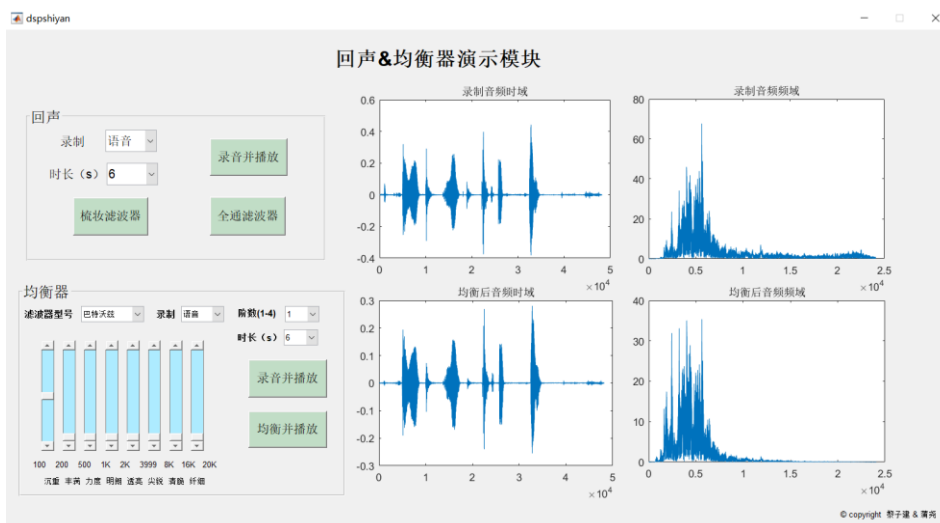 dspshiyan
回声&均衡器演示模块
回声
录制 语音
时长（s） 6
录音并播放
梳妆滤波器
全通滤波器
均衡器
滤波器型号 巴特沃兹 录制 语音 阶数(1-4) 1
时长（s） 6
录音并播放
均衡并播放
100 200 500 1K 2K 3999 8K 16K 20K
沉重 丰芮 力度 明朗 透亮 尖锐 清脆 纤细
录制音频时域
0.6
0.4
0.2
0
-0.2
-0.4
0 1 2 3 4 5
×10^4
录制音频频域
80
60
40
20
0
0 0.5 1 1.5 2 2.5
×10^4
均衡后音频时域
0.3
0.2
0.1
0
-0.1
-0.2
-0.3
0 1 2 3 4 5
×10^4
均衡后音频频域
40
30
20
10
0
0 0.5 1 1.5 2 2.5
×10^4
© copyright 黎子建 & 蒲尧